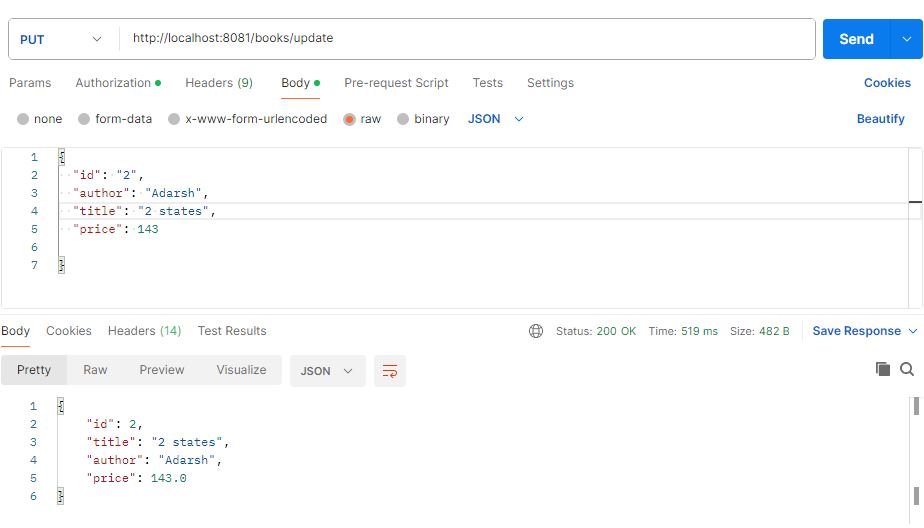 PUT http://localhost:8081/books/update Send
Params Authorization Headers (9) Body Pre-request Script Tests Settings Cookies
none form-data x-www-form-urlencoded raw binary JSON Beautify
1 {
2 "id": "2",
3 "author": "Adarsh",
4 "title": "2 states",
5 "price": 143
6
7 }
Body Cookies Headers (14) Test Results Status: 200 OK Time: 519 ms Size: 482 B Save Response
Pretty Raw Preview Visualize JSON
1 {
2 "id": 2,
3 "title": "2 states",
4 "author": "Adarsh",
5 "price": 143.0
6 }